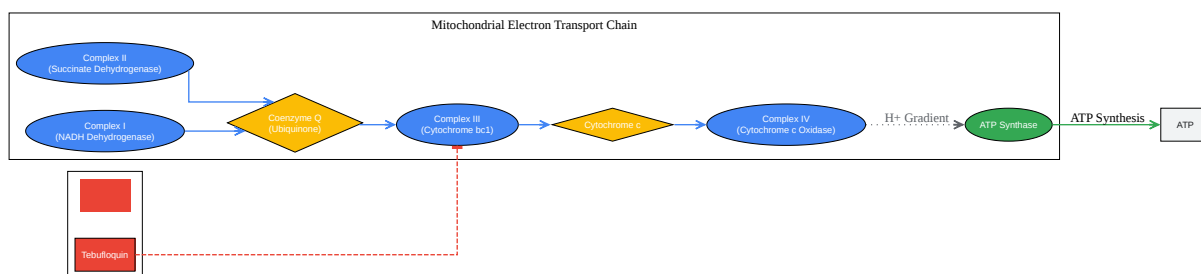 Mitochondrial Electron Transport Chain
Complex II
(Succinate Dehydrogenase)
Complex I
(NADH Dehydrogenase)
Coenzyme Q
(Ubiquinone)
Complex III
(Cytochrome bc1)
Cytochrome c
Complex IV
(Cytochrome c Oxidase)
H+ Gradient
ATP Synthase
ATP Synthesis
ATP
Tebufloquin